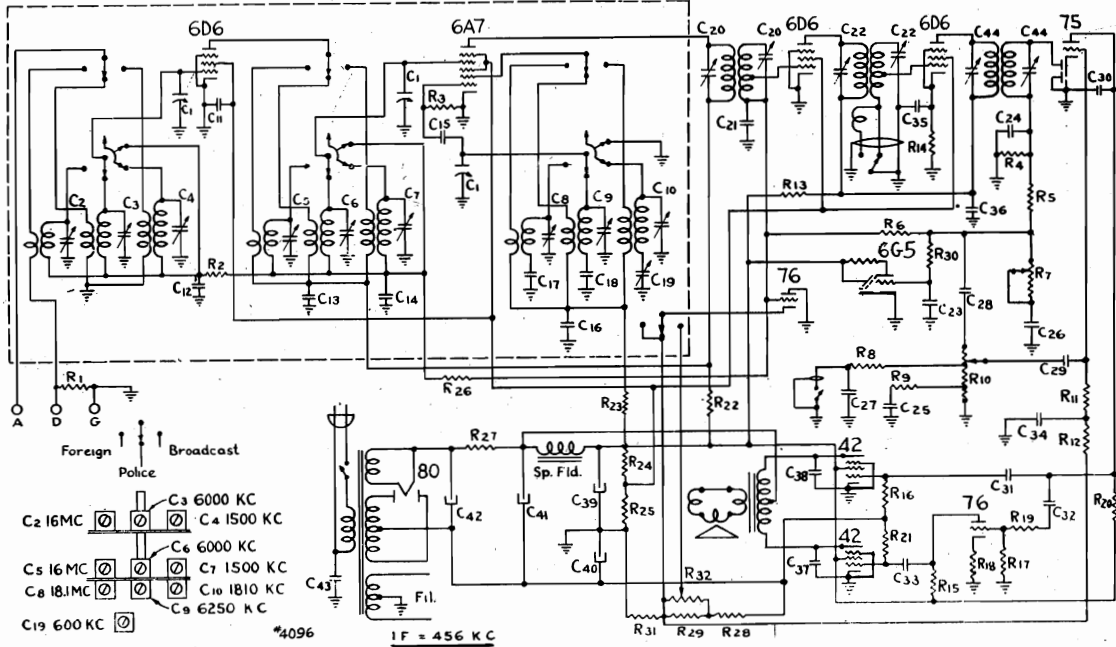 6D6
6A7
C20
C20
6D6
C22
C22
6D6
C44
C44
75
C1
C11
C1
R3
C15
C1
C21
C35
R14
C24
R4
C30
C2
C3
C4
C5
C6
C7
C8
C9
C10
R13
C36
R5
R6
6G5
R30
R7
R2
C12
C13
C14
C17
C18
C19
C16
76
C23
C28
C26
R1
R26
R8
R9
R10
C29
R11
A
D
G
R23
R22
C27
C25
C34
R12
Foreign
Broadcast
Police
R27
80
Sp. Fld.
R24
R25
42
C38
R16
C31
R20
C42
C41
C39
C3 6000 KC
C2 16MC
C4 1500 KC
76
R19
C32
42
R21
C6 6000 KC
C5 16 MC
C7 1500 KC
C8 18.1MC
C10 1810 KC
C9 6250 KC
C43
C40
R32
C37
C33
R15
R18
R17
Fil.
C19 600 KC
R31
R29
R28
#4096
IF = 456 KC